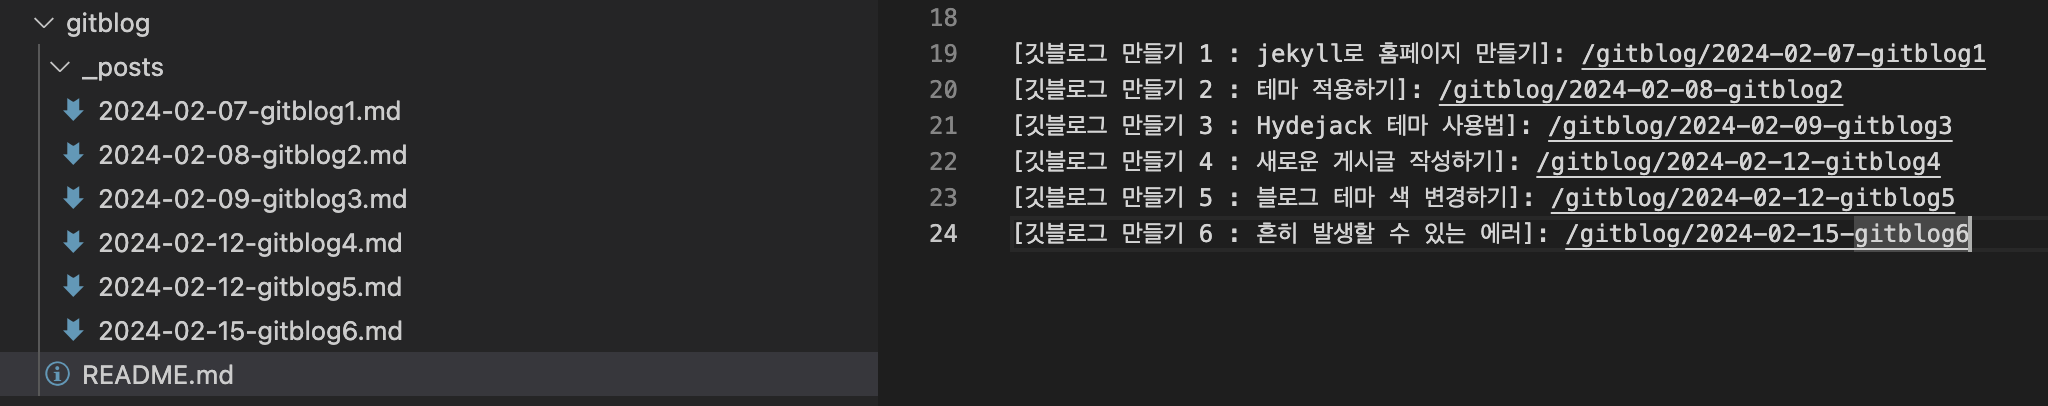 gitblog
_posts
2024-02-07-gitblog1.md
2024-02-08-gitblog2.md
2024-02-09-gitblog3.md
2024-02-12-gitblog4.md
2024-02-12-gitblog5.md
2024-02-15-gitblog6.md
README.md
18
19 [깃블로그 만들기 1 : jekyll로 홈페이지 만들기]: /gitblog/2024-02-07-gitblog1
20 [깃블로그 만들기 2 : 테마 적용하기]: /gitblog/2024-02-08-gitblog2
21 [깃블로그 만들기 3 : Hydejack 테마 사용법]: /gitblog/2024-02-09-gitblog3
22 [깃블로그 만들기 4 : 새로운 게시글 작성하기]: /gitblog/2024-02-12-gitblog4
23 [깃블로그 만들기 5 : 블로그 테마 색 변경하기]: /gitblog/2024-02-12-gitblog5
24 [깃블로그 만들기 6 : 흔히 발생할 수 있는 에러]: /gitblog/2024-02-15-gitblog6